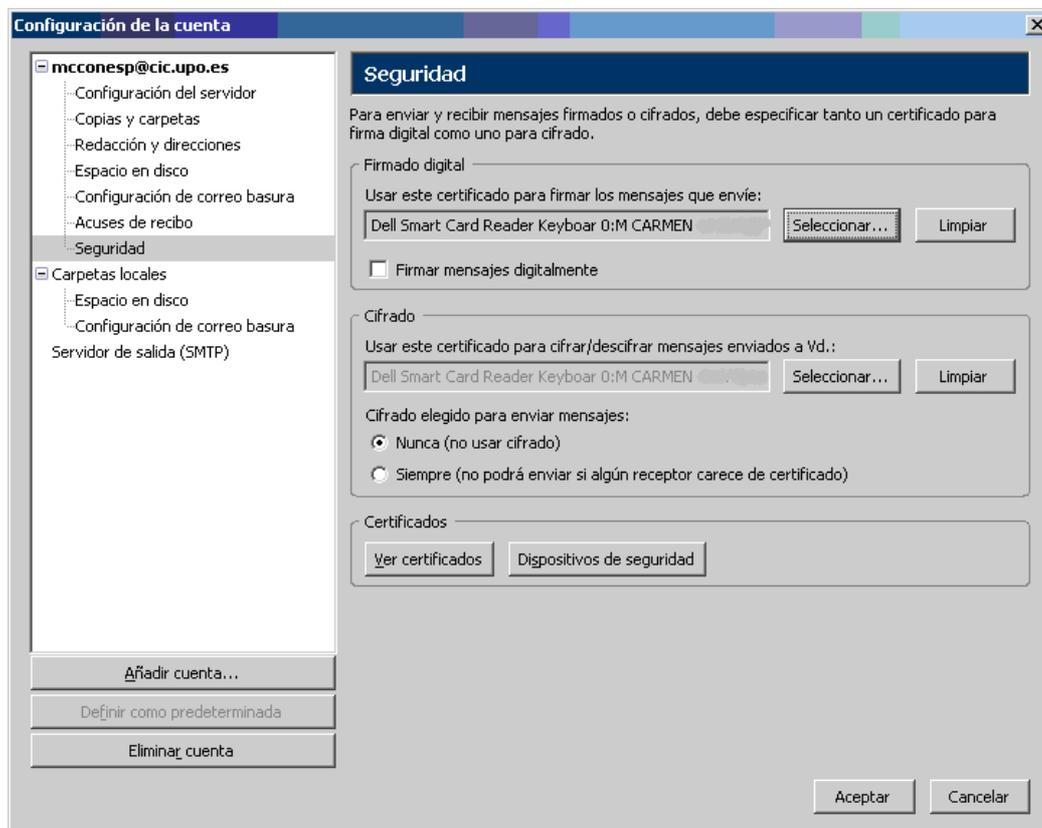 Configuración de la cuenta
mcconesp@cic.upo.es
Configuración del servidor
Copias y carpetas
Redacción y direcciones
Espacio en disco
Configuración de correo basura
Acuses de recibo
Seguridad
Carpetas locales
Espacio en disco
Configuración de correo basura
Servidor de salida (SMTP)
Añadir cuenta...
Definir como predeterminada
Eliminar cuenta
Seguridad
Para enviar y recibir mensajes firmados o cifrados, debe especificar tanto un certificado para
firma digital como uno para cifrado.
Firmado digital
Usar este certificado para firmar los mensajes que envíe:
Dell Smart Card Reader Keyboar 0:M CARMEN
Seleccionar...
Limpiar
Firmar mensajes digitalmente
Cifrado
Usar este certificado para cifrar/descifrar mensajes enviados a Vd.:
Dell Smart Card Reader Keyboar 0:M CARMEN
Seleccionar...
Limpiar
Cifrado elegido para enviar mensajes:
Nunca (no usar cifrado)
Siempre (no podrá enviar si algún receptor carece de certificado)
Certificados
Ver certificados
Dispositivos de seguridad
Aceptar
Cancelar